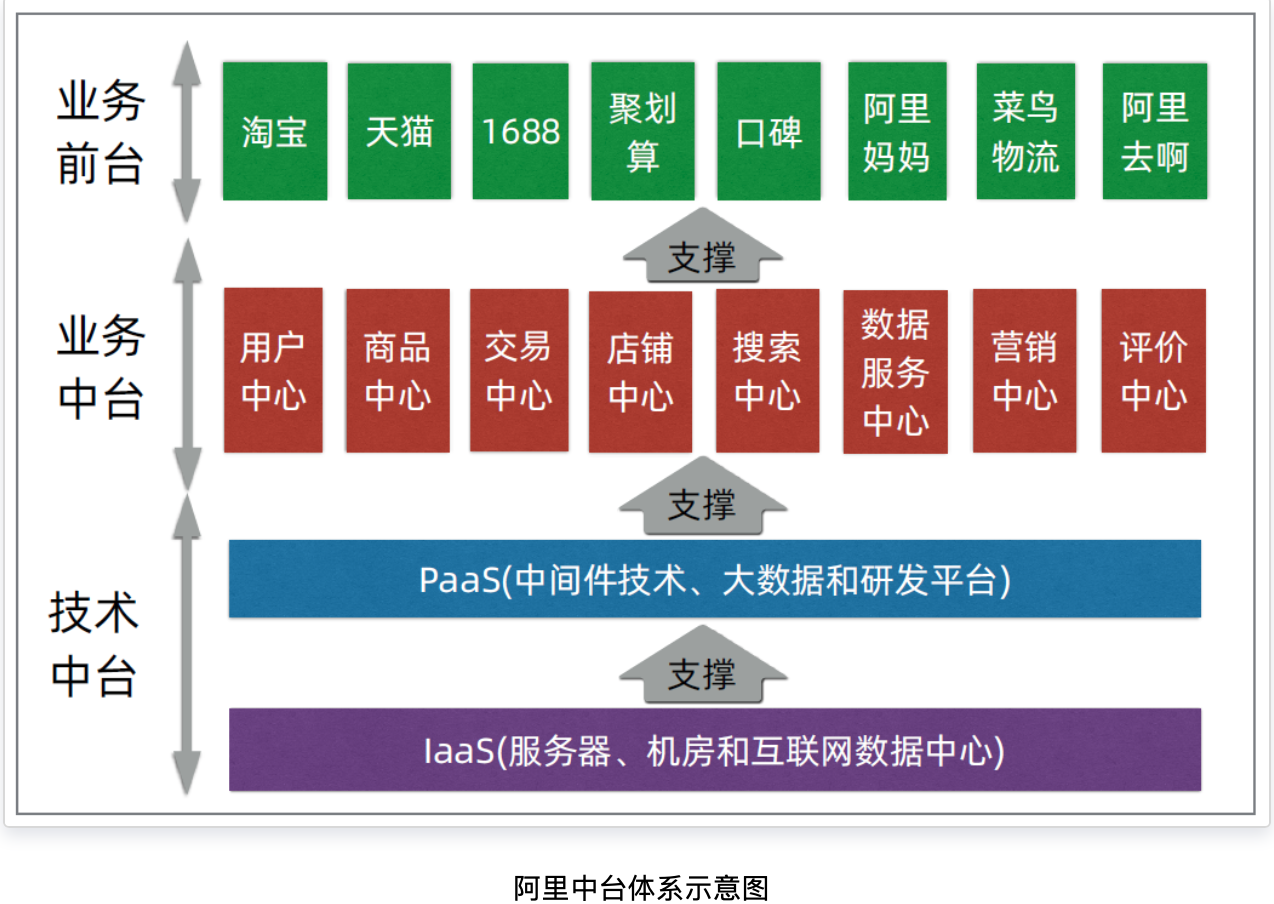 业务
前台
淘宝
天猫
1688
聚划
算
口碑
阿里
妈妈
菜鸟
物流
阿里
去啊
支撑
业务
中台
用户
中心
商品
中心
交易
中心
店铺
中心
搜索
中心
数据
服务
中心
营销
中心
评价
中心
支撑
技术
中台
PaaS(中间件技术、大数据和研发平台)
支撑
IaaS(服务器、机房和互联网数据中心)
阿里中台体系示意图